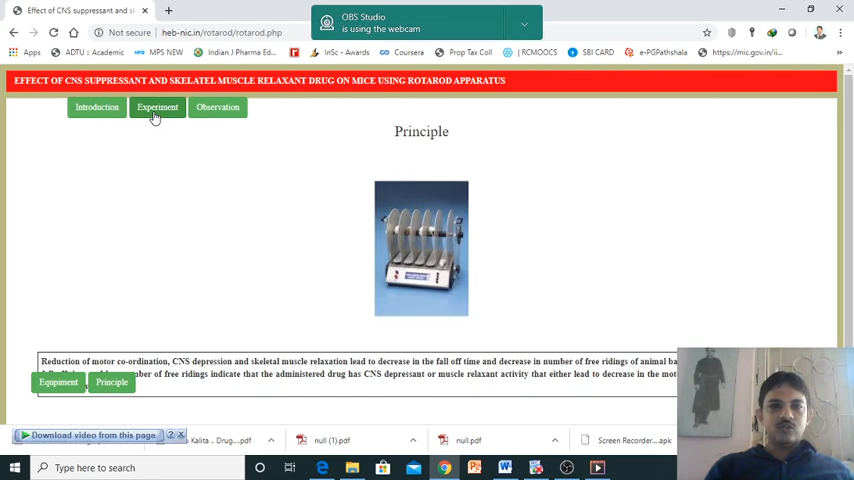 Effect of CNS suppressant and sk
OBS Studio
is using the webcam
Not secure heb-nic.in/rotarod/rotarod.php
Apps ADTU :: Academic MPS NEW Indian J Pharma Ed... InSc - Awards Coursera Prop Tax Coll RCMOOCS SBI CARD e-PGPathshala https://mic.gov.in/ii...
EFFECT OF CNS SUPPRESSANT AND SKELATEL MUSCLE RELAXANT DRUG ON MICE USING ROTAROD APPARATUS
Introduction Experiment Observation
Principle
Reduction of motor co-ordination, CNS depression and skeletal muscle relaxation lead to decrease in the fall off time and decrease in number of free ridings of animal
number of free ridings indicate that the administered drug has CNS depressant or muscle relaxant activity that either lead to decrease in the
Equpiment Principle
Download video from this page ? X
Kalita .. Drug....pdf null (1).pdf null.pdf Screen Recorder....apk
Type here to search